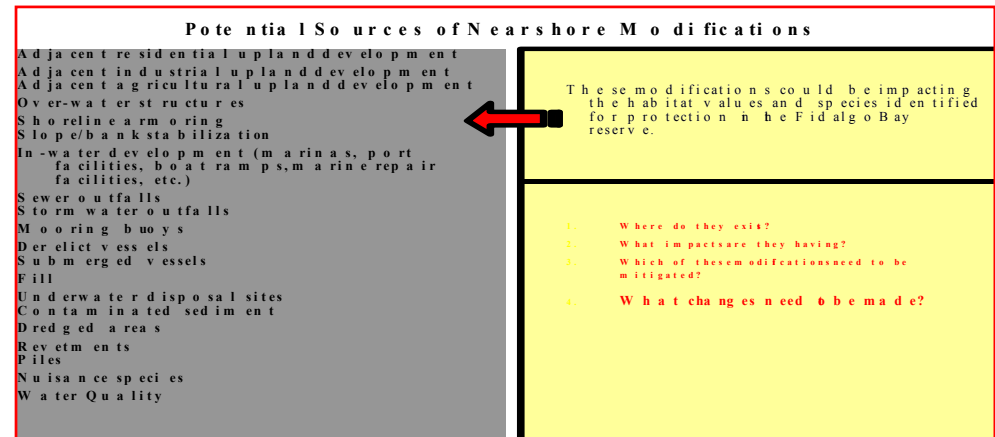 Potential Sources of Nearshore Modifications
Adjacent residential upland development
Adjacent industrial upland development
Adjacent agricultural upland development
Over-water structures
Shoreline armoring
Slope/bank stabilization
In-water development (marinas, port
facilities, boat ramps, marine repair
facilities, etc.)
Sewer outfalls
Storm water outfalls
Mooring buoys
Derelict vessels
Submerged vessels
Fill
Underwater disposal sites
Contaminated sediment
Dredged areas
Revetments
Piles
Nuisance species
Water Quality
These modifications could be impacting
the habitat values and species identified
for protection in he Fidalgo Bay
reserve.
1. Where do they exit?
2. What impacts are they having?
3. Which of these modifcations need to be
mitigated?
4. What changes need to be made?